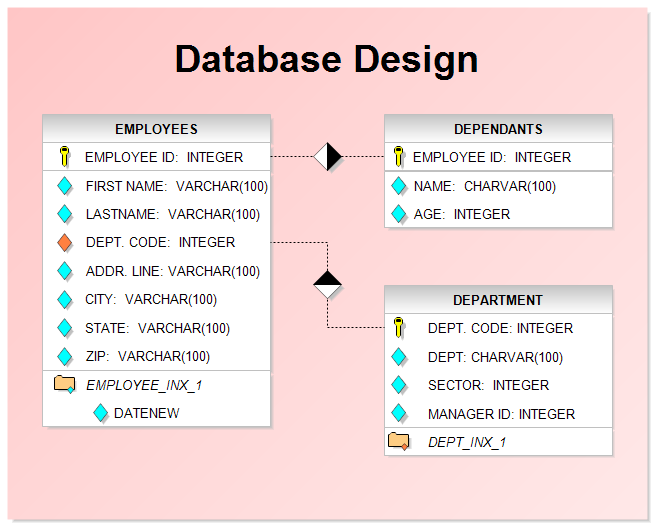 Database Design
EMPLOYEES
EMPLOYEE ID: INTEGER
FIRST NAME: VARCHAR(100)
LASTNAME: VARCHAR(100)
DEPT. CODE: INTEGER
ADDR. LINE: VARCHAR(100)
CITY: VARCHAR(100)
STATE: VARCHAR(100)
ZIP: VARCHAR(100)
EMPLOYEE_INX_1
DATENEW
DEPENDANTS
EMPLOYEE ID: INTEGER
NAME: CHARVAR(100)
AGE: INTEGER
DEPARTMENT
DEPT. CODE: INTEGER
DEPT: CHARVAR(100)
SECTOR: INTEGER
MANAGER ID: INTEGER
DEPT_INX_1